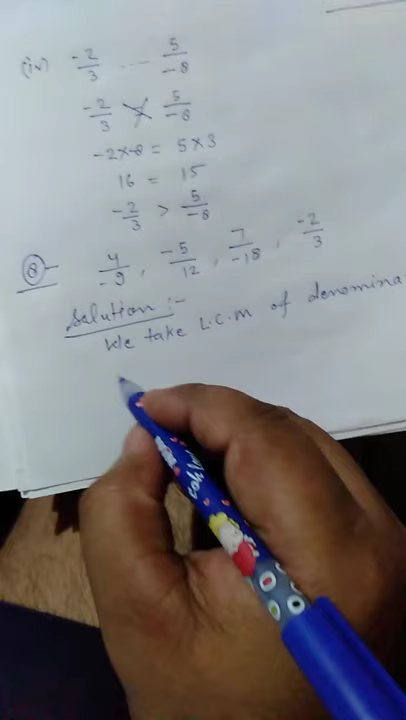 (iv) -2/3 ... 5/-8
-2/3 × 5/-8
-2×-8 = 5×3
16 = 15
-2/3 > 5/-8
Q- 4/-9, -5/12, 7/-18, -2/3
Solution :-
We take L.C.M of denomina